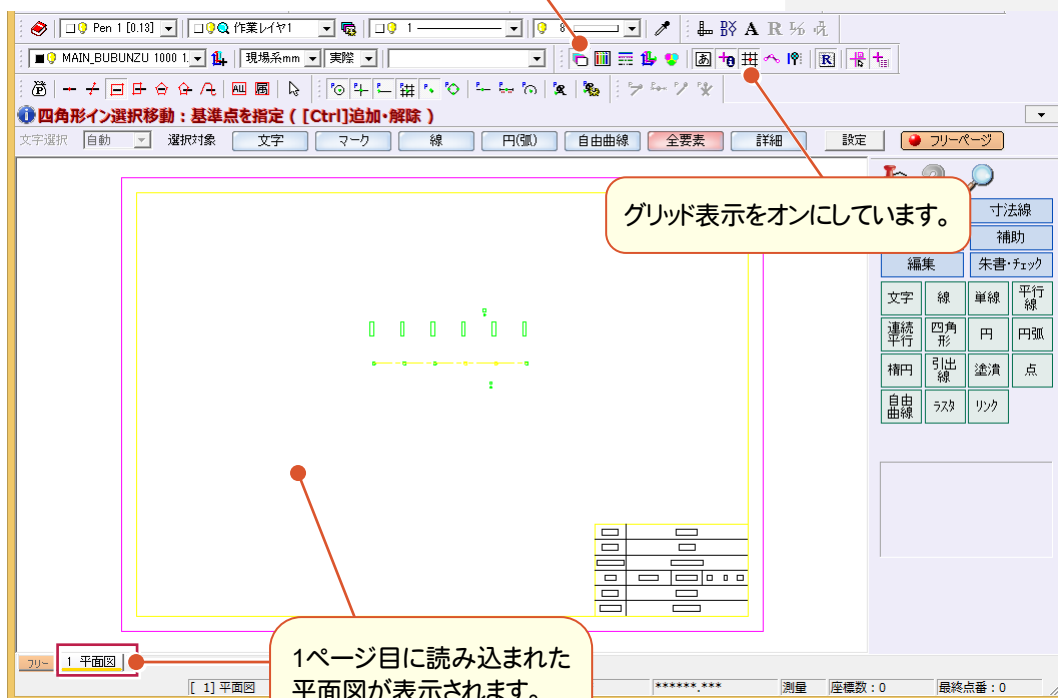 Pen 1 [0.13] 作業レイヤ1 1 8 A R
MAIN_BUBUNZU 1000 1. 現場系mm 実際 あ R
四角形イン選択移動：基準点を指定 ( [Ctrl]追加・解除 )
文字選択 自動 選択対象 文字 マーク 線 円(弧) 自由曲線 全要素 詳細 設定 フリーページ
グリッド表示をオンにしています。
寸法線
補助
編集 朱書・チェック
文字 線 単線 平行線
連続平行 四角形 円 円弧
楕円 引出線 塗潰 点
自由曲線 ラスタ リンク
1ページ目に読み込まれた
平面図が表示されます。
フリー 1 平面図
[ 1] 平面図 ******.*** 測量 座標数：0 最終点番：0